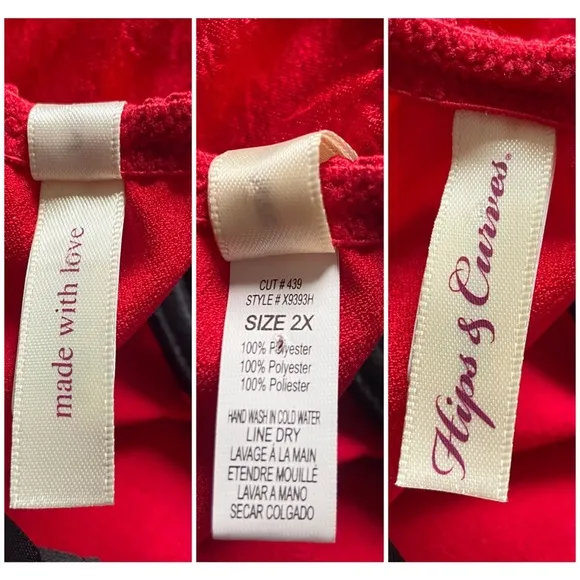 made with love
CUT # 439
STYLE # X9393H
SIZE 2X
100% Polyester
100% Polyester
100% Poliester
HAND WASH IN COLD WATER
LINE DRY
LAVAGE À LA MAIN
ETENDRE MOUILLÉ
LAVAR A MANO
SECAR COLGADO
Hips & Curves®